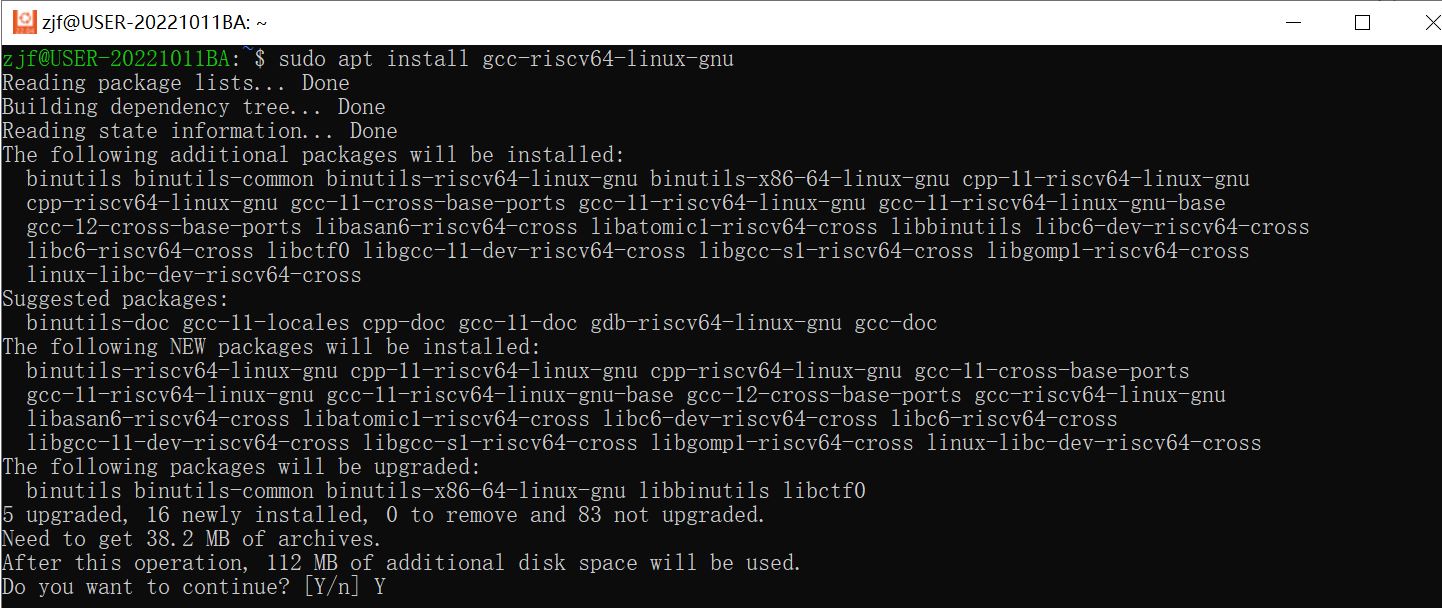 zjf@USER-20221011BA: ~
zjf@USER-20221011BA:~$ sudo apt install gcc-riscv64-linux-gnu
Reading package lists... Done
Building dependency tree... Done
Reading state information... Done
The following additional packages will be installed:
  binutils binutils-common binutils-riscv64-linux-gnu binutils-x86-64-linux-gnu cpp-11-riscv64-linux-gnu
  cpp-riscv64-linux-gnu gcc-11-cross-base-ports gcc-11-riscv64-linux-gnu gcc-11-riscv64-linux-gnu-base
  gcc-12-cross-base-ports libasan6-riscv64-cross libatomic1-riscv64-cross libbinutils libc6-dev-riscv64-cross
  libc6-riscv64-cross libctf0 libgcc-11-dev-riscv64-cross libgcc-s1-riscv64-cross libgomp1-riscv64-cross
  linux-libc-dev-riscv64-cross
Suggested packages:
  binutils-doc gcc-11-locales cpp-doc gcc-11-doc gdb-riscv64-linux-gnu gcc-doc
The following NEW packages will be installed:
  binutils-riscv64-linux-gnu cpp-11-riscv64-linux-gnu cpp-riscv64-linux-gnu gcc-11-cross-base-ports
  gcc-11-riscv64-linux-gnu gcc-11-riscv64-linux-gnu-base gcc-12-cross-base-ports gcc-riscv64-linux-gnu
  libasan6-riscv64-cross libatomic1-riscv64-cross libc6-dev-riscv64-cross libc6-riscv64-cross
  libgcc-11-dev-riscv64-cross libgcc-s1-riscv64-cross libgomp1-riscv64-cross linux-libc-dev-riscv64-cross
The following packages will be upgraded:
  binutils binutils-common binutils-x86-64-linux-gnu libbinutils libctf0
5 upgraded, 16 newly installed, 0 to remove and 83 not upgraded.
Need to get 38.2 MB of archives.
After this operation, 112 MB of additional disk space will be used.
Do you want to continue? [Y/n] Y